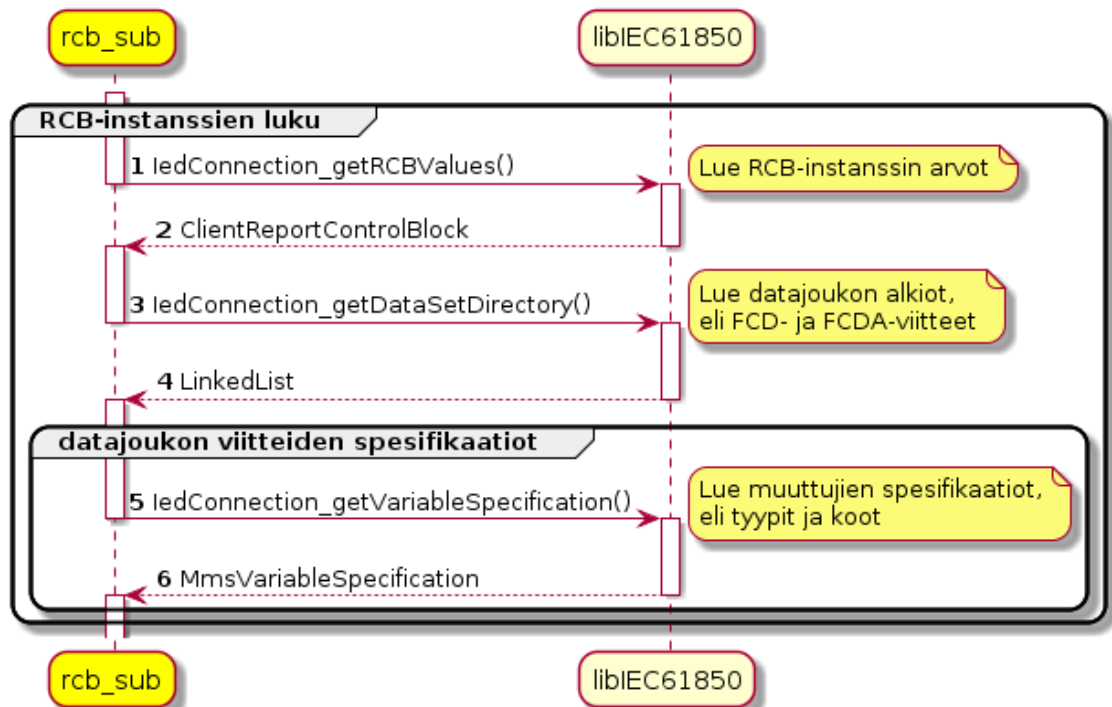 rcb_sub
libIEC61850
RCB-instanssien luku
1 IedConnection_getRCBValues()
Lue RCB-instanssin arvot
2 ClientReportControlBlock
3 IedConnection_getDataSetDirectory()
Lue datajoukon alkiot,
eli FCD- ja FCDA-viitteet
4 LinkedList
datajoukon viitteiden spesifikaatiot
5 IedConnection_getVariableSpecification()
Lue muuttujien spesifikaatiot,
eli tyypit ja koot
6 MmsVariableSpecification
rcb_sub
libIEC61850